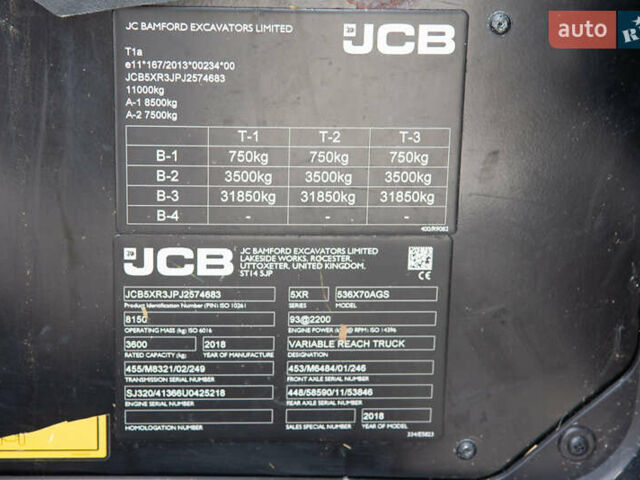 auto
JC BAMFORD EXCAVATORS LIMITED
JCB
T1a
e11*167/2013*00234*00
JCB5XR3JPJ2574683
11000kg
A-1 8500kg
A-2 7500kg
T-1 T-2 T-3
B-1 750kg 750kg 750kg
B-2 3500kg 3500kg 3500kg
B-3 31850kg 31850kg 31850kg
B-4 - - -
400/R9082
JCB
JC BAMFORD EXCAVATORS LIMITED
LAKESIDE WORKS, ROCESTER,
UTTOXETER, UNITED KINGDOM,
ST14 5JP
JCB5XR3JPJ2574683 5XR 536X70AGS
Product Identification Number (PIN) ISO 10261 SERIES MODEL
8150 93@2200
OPERATING MASS (kg) ISO 6016 ENGINE POWER RPM) ISO 14396
3600 2018 VARIABLE REACH TRUCK
RATED CAPACITY (kg) YEAR OF MANUFACTURE DESIGNATION
455/M8321/02/249 453/M6484/01/246
TRANSMISSION SERIAL NUMBER FRONT AXLE SERIAL NUMBER
SJ320/41366U0425218 448/58590/11/53846
ENGINE SERIAL NUMBER REAR AXLE SERIAL NUMBER
2018
HOMOLOGATION NUMBER SALES SPECIAL NUMBER YEAR OF MODEL
334/E5823